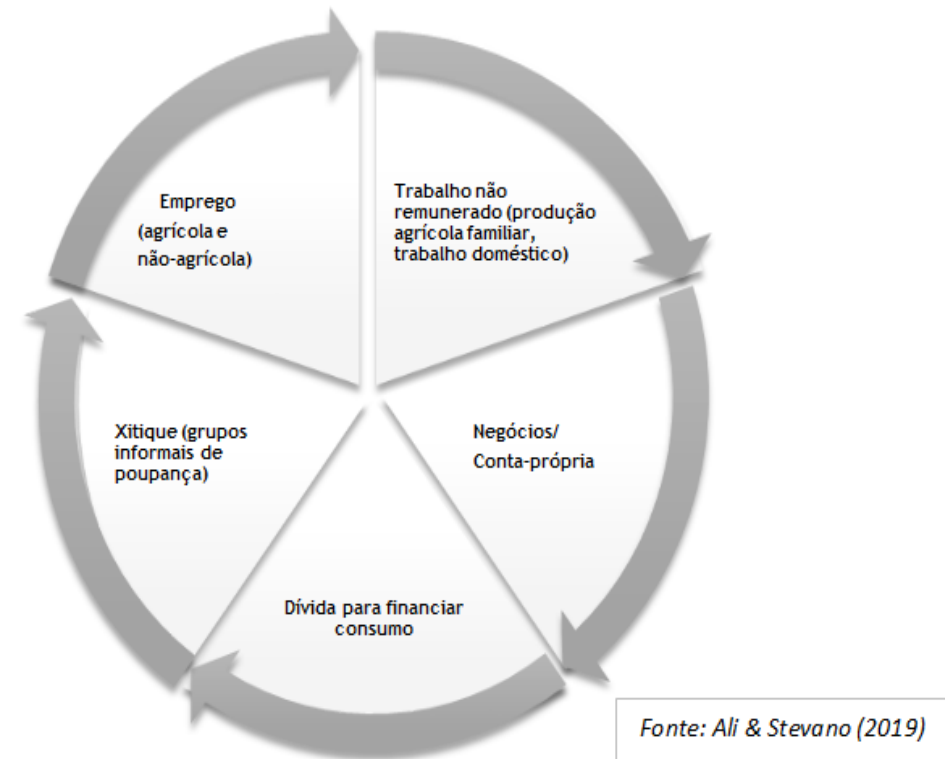 Emprego
(agrícola e
não-agrícola)
Trabalho não
remunerado (produção
agrícola familiar,
trabalho doméstico)
Xitique (grupos
informais de
poupança)
Negócios/
Conta-própria
Dívida para financiar
consumo
Fonte: Ali & Stevano (2019)